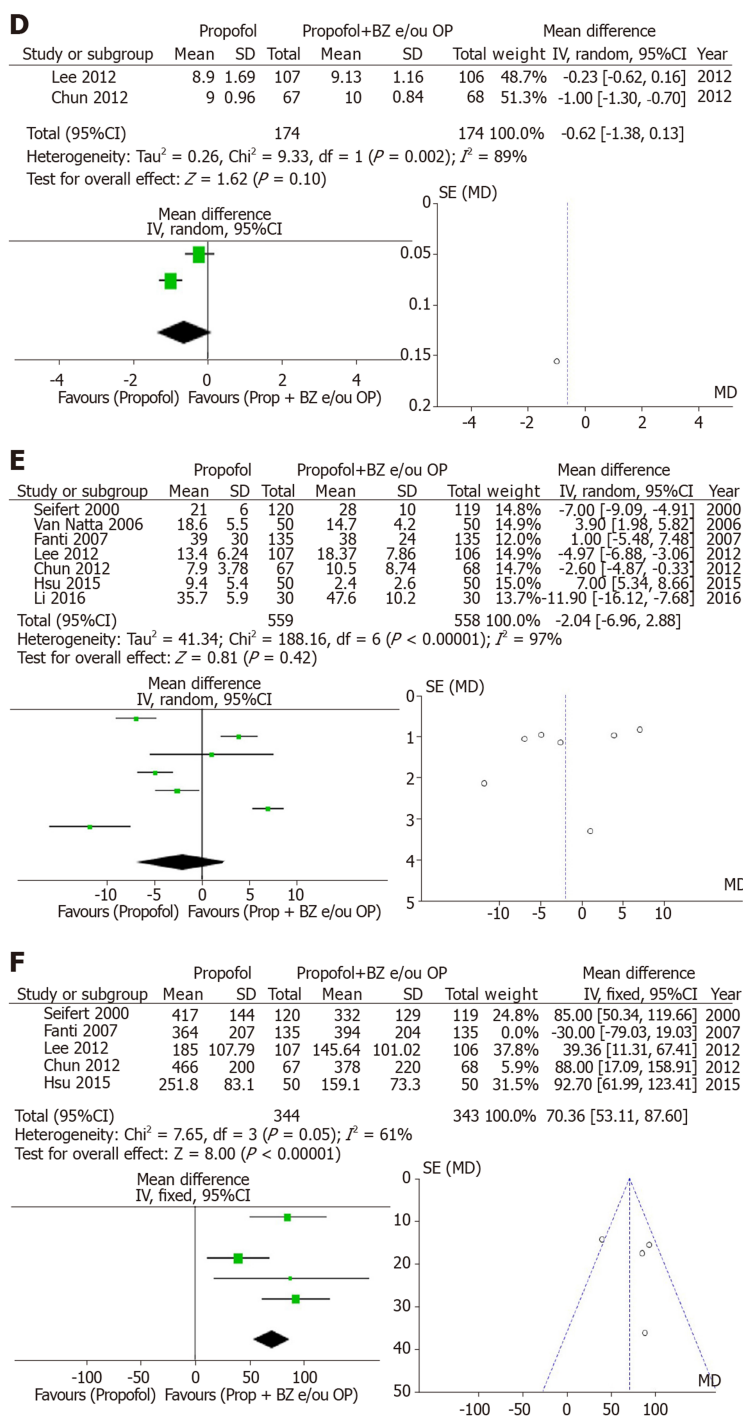 D
Propofol Propofol+BZ e/ou OP Mean difference
Study or subgroup Mean SD Total Mean SD Total weight IV, random, 95%CI Year
Lee 2012 8.9 1.69 107 9.13 1.16 106 48.7% -0.23 [-0.62, 0.16] 2012
Chun 2012 9 0.96 67 10 0.84 68 51.3% -1.00 [-1.30, -0.70] 2012
Total (95%CI) 174 174 100.0% -0.62 [-1.38, 0.13]
Heterogeneity: Tau² = 0.26, Chi² = 9.33, df = 1 (P = 0.002); I² = 89%
Test for overall effect: Z = 1.62 (P = 0.10)
Mean difference
IV, random, 95%CI
-4 -2 0 2 4
Favours (Propofol) Favours (Prop + BZ e/ou OP)
SE (MD)
0
0.05
0.1
0.15
0.2
MD
-4 -2 0 2 4
E
Propofol Propofol+BZ e/ou OP Mean difference
Study or subgroup Mean SD Total Mean SD Total weight IV, random, 95%CI Year
Seifert 2000 21 6 120 28 10 119 14.8% -7.00 [-9.09, -4.91] 2000
Van Natta 2006 18.6 5.5 50 14.7 4.2 50 14.9% 3.90 [1.98, 5.82] 2006
Fanti 2007 39 30 135 38 24 135 12.0% 1.00 [-5.48, 7.48] 2007
Lee 2012 13.4 6.24 107 18.37 7.86 106 14.9% -4.97 [-6.88, -3.06] 2012
Chun 2012 7.9 3.78 67 10.5 8.74 68 14.7% -2.60 [-4.87, -0.33] 2012
Hsu 2015 9.4 5.4 50 2.4 2.6 50 15.0% 7.00 [5.34, 8.66] 2015
Li 2016 35.7 5.9 30 47.6 10.2 30 13.7% -11.90 [-16.12, -7.68] 2016
Total (95%CI) 559 558 100.0% -2.04 [-6.96, 2.88]
Heterogeneity: Tau² = 41.34; Chi² = 188.16, df = 6 (P < 0.00001); I² = 97%
Test for overall effect: Z = 0.81 (P = 0.42)
Mean difference
IV, random, 95%CI
-10 -5 0 5 10
Favours (Propofol) Favours (Prop + BZ e/ou OP)
SE (MD)
0
1
2
3
4
5
MD
-10 -5 0 5 10
F
Propofol Propofol+BZ e/ou OP Mean difference
Study or subgroup Mean SD Total Mean SD Total weight IV, fixed, 95%CI Year
Seifert 2000 417 144 120 332 129 119 24.8% 85.00 [50.34, 119.66] 2000
Fanti 2007 364 207 135 394 204 135 0.0% -30.00 [-79.03, 19.03] 2007
Lee 2012 185 107.79 107 145.64 101.02 106 37.8% 39.36 [11.31, 67.41] 2012
Chun 2012 466 200 67 378 220 68 5.9% 88.00 [17.09, 158.91] 2012
Hsu 2015 251.8 83.1 50 159.1 73.3 50 31.5% 92.70 [61.99, 123.41] 2015
Total (95%CI) 344 343 100.0% 70.36 [53.11, 87.60]
Heterogeneity: Chi² = 7.65, df = 3 (P = 0.05); I² = 61%
Test for overall effect: Z = 8.00 (P < 0.00001)
Mean difference
IV, fixed, 95%CI
-100 -50 0 50 100
Favours (Propofol) Favours (Prop + BZ e/ou OP)
SE (MD)
0
10
20
30
40
50
MD
-100 -50 0 50 100